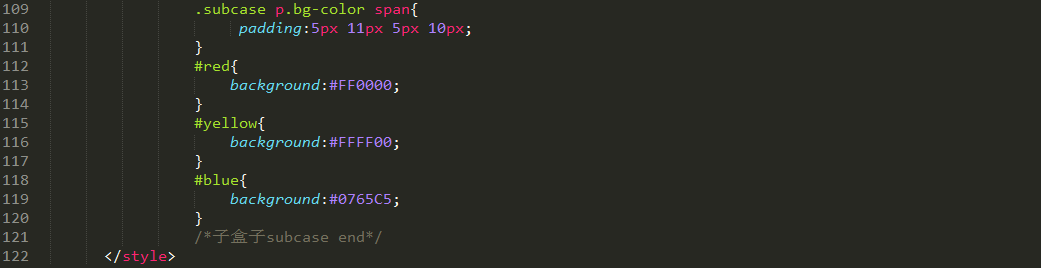 109 .subcase p.bg-color span{
110 padding:5px 11px 5px 10px;
111 }
112 #red{
113 background:#FF0000;
114 }
115 #yellow{
116 background:#FFFF00;
117 }
118 #blue{
119 background:#0765C5;
120 }
121 /*子盒子subcase end*/
122 </style>